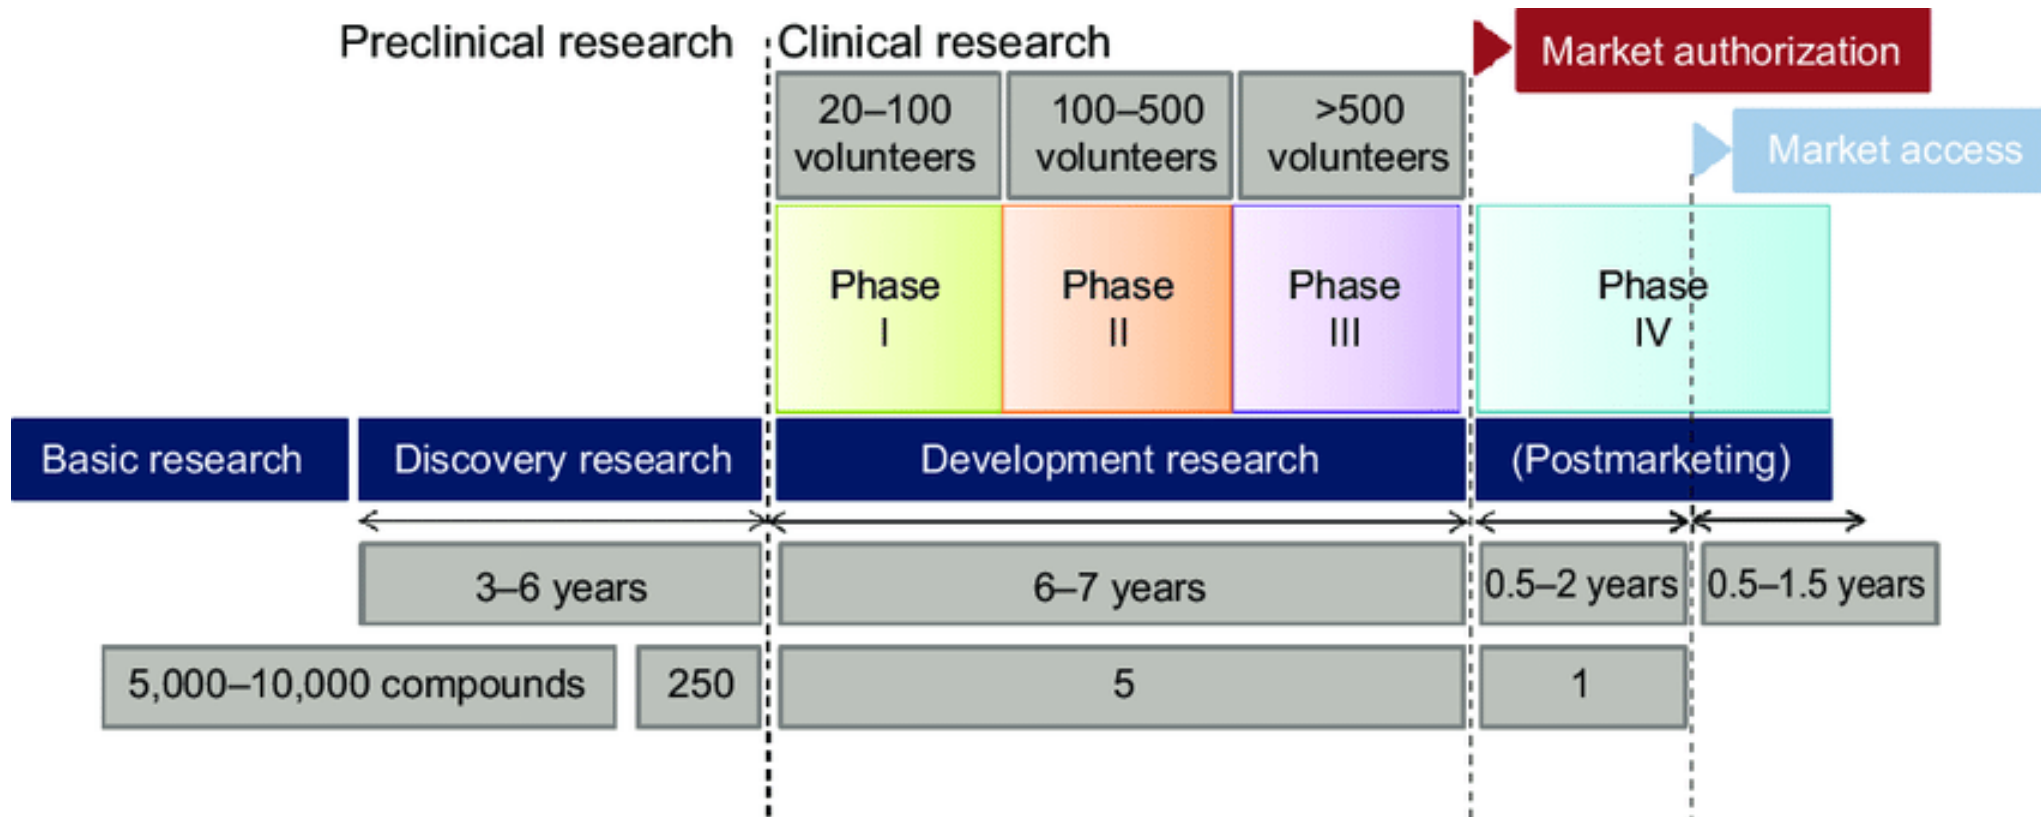 Preclinical research
Clinical research
Market authorization
Market access
20–100
volunteers
100–500
volunteers
>500
volunteers
Phase
I
Phase
II
Phase
III
Phase
IV
Basic research
Discovery research
Development research
(Postmarketing)
3–6 years
6–7 years
0.5–2 years
0.5–1.5 years
5,000–10,000 compounds
250
5
1